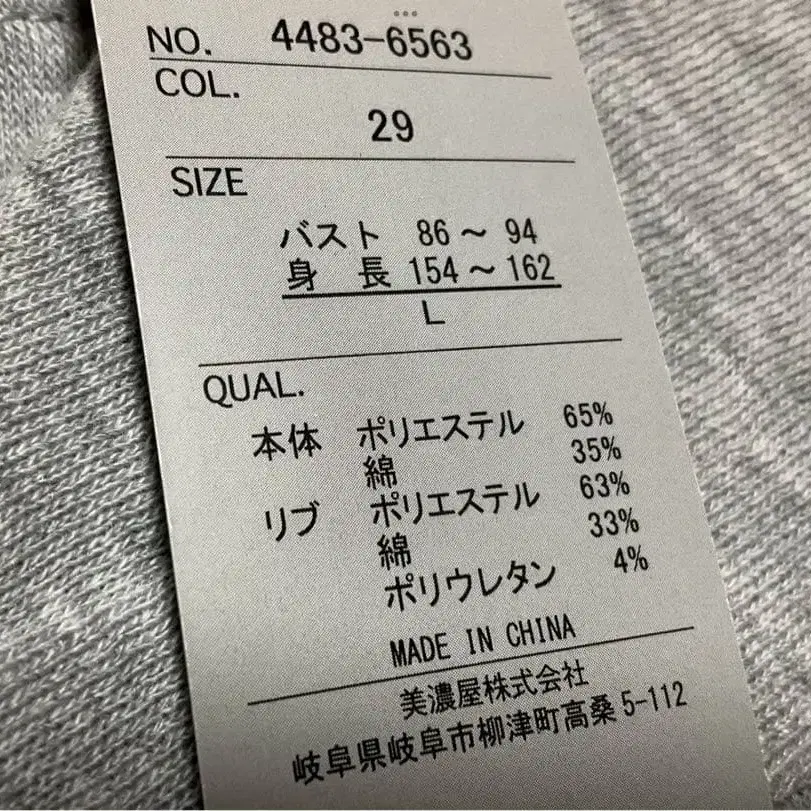 NO. 4483-6563
COL.
29
SIZE
バスト 86～94
身長 154～162
L
QUAL.
本体 ポリエステル 65%
綿 35%
リブ ポリエステル 63%
綿 33%
ポリウレタン 4%
MADE IN CHINA
美濃屋株式会社
岐阜県岐阜市柳津町高桑5-112